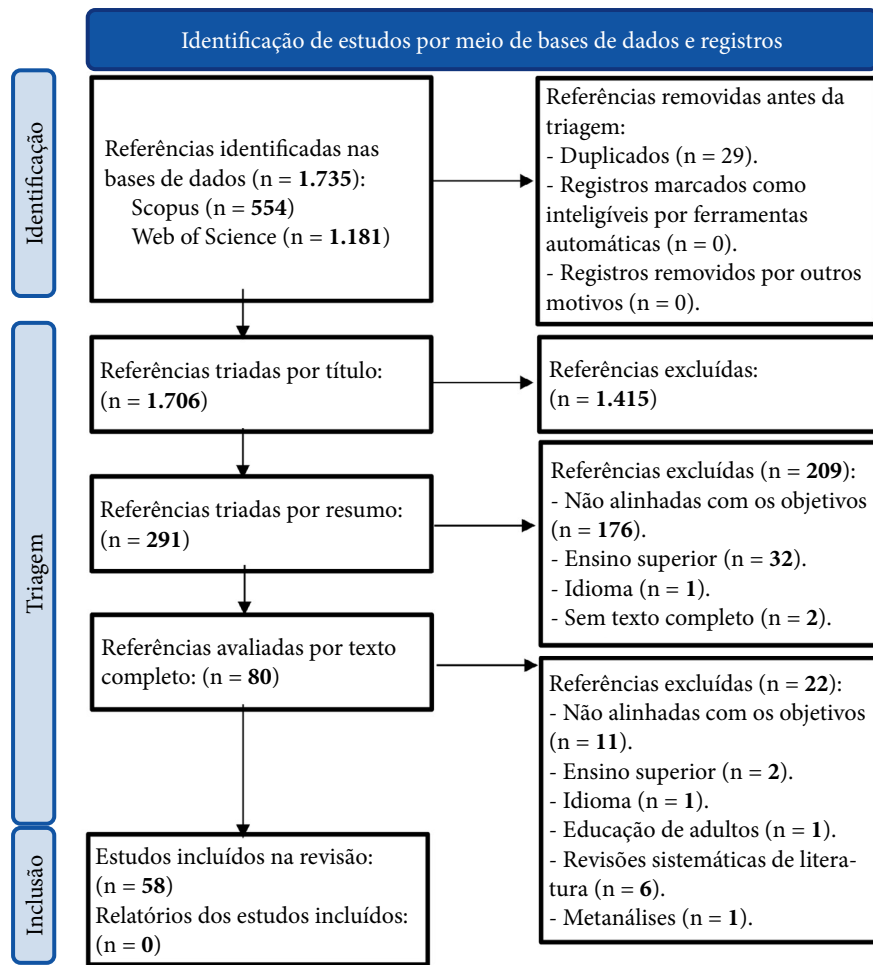 Identificação de estudos por meio de bases de dados e registros
Identificação
Referências identificadas nas
bases de dados (n = 1.735):
Scopus (n = 554)
Web of Science (n = 1.181)
Referências removidas antes da
triagem:
- Duplicados (n = 29).
- Registros marcados como
inteligíveis por ferramentas
automáticas (n = 0).
- Registros removidos por outros
motivos (n = 0).
Triagem
Referências triadas por título:
(n = 1.706)
Referências excluídas:
(n = 1.415)
Referências triadas por resumo:
(n = 291)
Referências excluídas (n = 209):
- Não alinhadas com os objetivos
(n = 176).
- Ensino superior (n = 32).
- Idioma (n = 1).
- Sem texto completo (n = 2).
Referências avaliadas por texto
completo: (n = 80)
Referências excluídas (n = 22):
- Não alinhadas com os objetivos
(n = 11).
- Ensino superior (n = 2).
- Idioma (n = 1).
- Educação de adultos (n = 1).
- Revisões sistemáticas de litera-
tura (n = 6).
- Metanálises (n = 1).
Inclusão
Estudos incluídos na revisão:
(n = 58)
Relatórios dos estudos incluídos:
(n = 0)